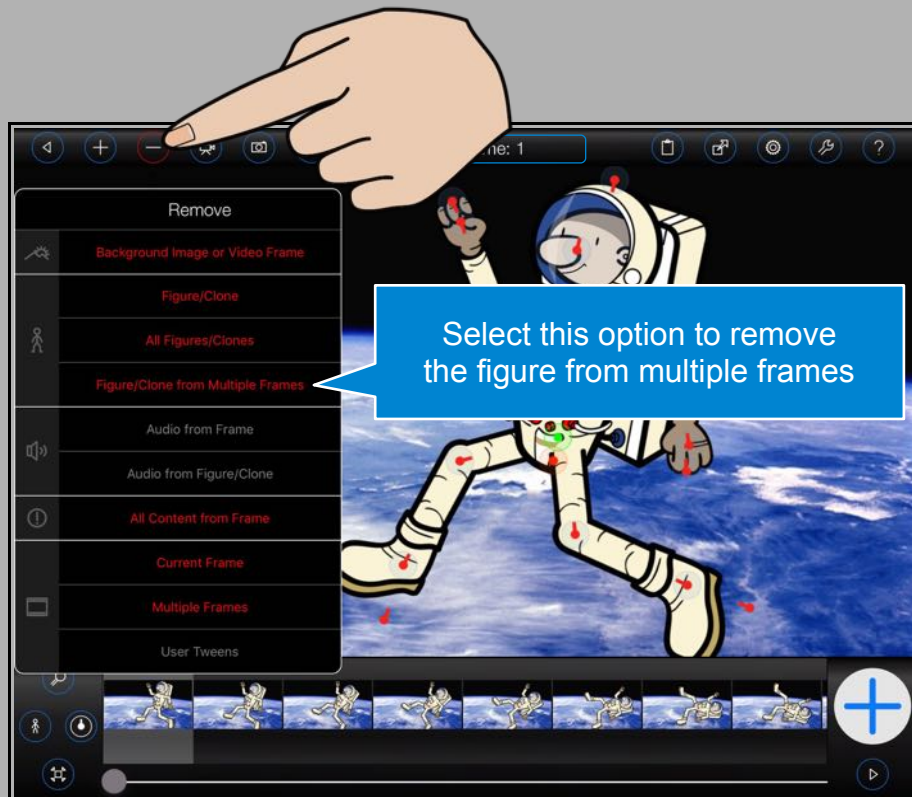 me: 1
?
Remove
Background Image or Video Frame
Figure/Clone
All Figures/Clones
Figure/Clone from Multiple Frames
Audio from Frame
Audio from Figure/Clone
All Content from Frame
Current Frame
Multiple Frames
User Tweens
Select this option to remove
the figure from multiple frames